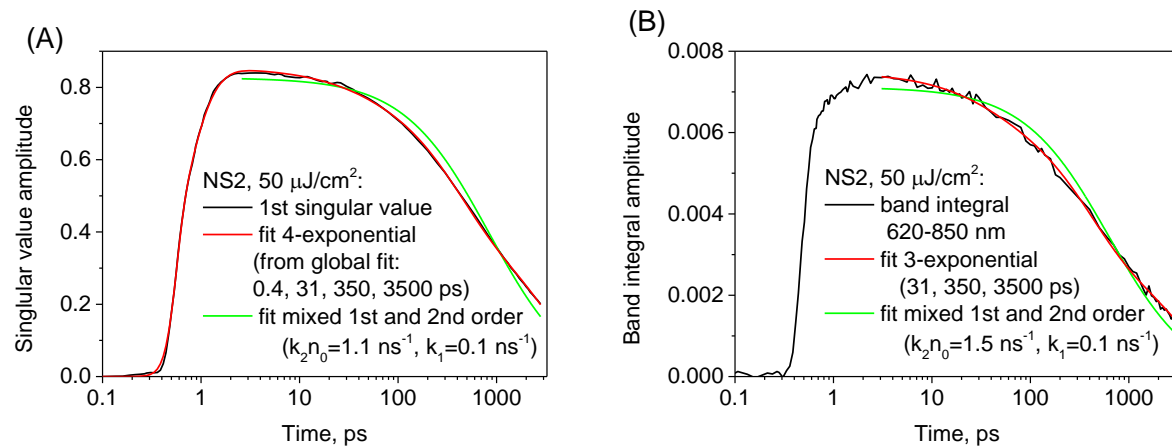 (A)
0.8
0.6
0.4
0.2
0.0
Singlular value amplitude
NS2, 50 μJ/cm²:
1st singular value
fit 4-exponential
(from global fit:
0.4, 31, 350, 3500 ps)
fit mixed 1st and 2nd order
(k₂n₀=1.1 ns⁻¹, k₁=0.1 ns⁻¹)
0.1 1 10 100 1000
Time, ps
(B)
0.008
0.006
0.004
0.002
0.000
Band integral amplitude
NS2, 50 μJ/cm²:
band integral
620-850 nm
fit 3-exponential
(31, 350, 3500 ps)
fit mixed 1st and 2nd order
(k₂n₀=1.5 ns⁻¹, k₁=0.1 ns⁻¹)
0.1 1 10 100 1000
Time, ps